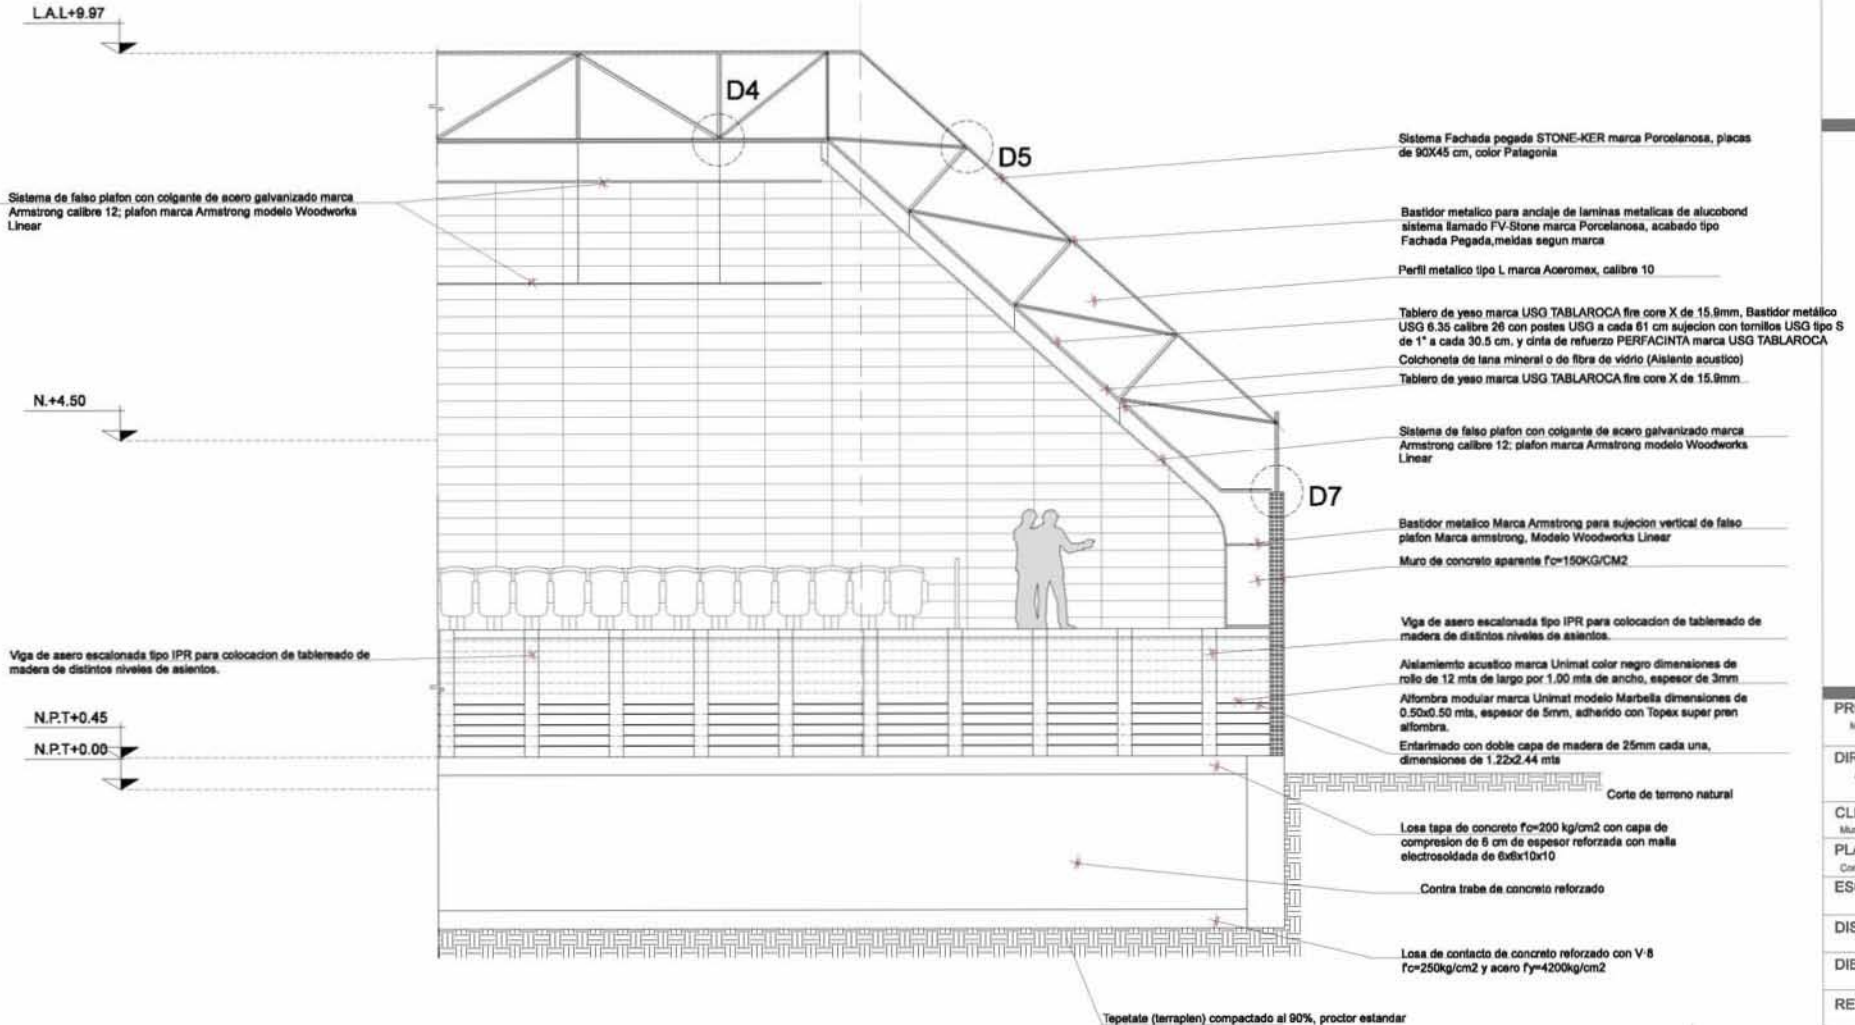 L.A.L+9.97
D4
D5
Sistema Fachada pegada STONE-KER marca Porcelanosa, placas
de 90X45 cm, color Patagonia
Sistema de falso plafon con colgante de acero galvanizado marca
Armstrong calibre 12; plafon marca Armstrong modelo Woodworks
Linear
Bastidor metalico para anclaje de laminas metalicas de alucobond
sistema llamado FV-Stone marca Porcelanosa, acabado tipo
Fachada Pegada,meidas segun marca
Perfil metalico tipo L marca Aceromex, calibre 10
Tablero de yeso marca USG TABLAROCA fire core X de 15.9mm, Bastidor metálico
USG 6.35 calibre 26 con postes USG a cada 61 cm sujecion con tornillos USG tipo S
de 1" a cada 30.5 cm, y cinta de refuerzo PERFACINTA marca USG TABLAROCA
Colchoneta de lana mineral o de fibra de vidrio (Aislante acustico)
Tablero de yeso marca USG TABLAROCA fire core X de 15.9mm
N.+4.50
Sistema de falso plafon con colgante de acero galvanizado marca
Armstrong calibre 12; plafon marca Armstrong modelo Woodworks
Linear
D7
Bastidor metalico Marca Armstrong para sujecion vertical de falso
plafon Marca armstrong, Modelo Woodworks Linear
Muro de concreto aparente f'c=150KG/CM2
Viga de asero escalonada tipo IPR para colocacion de tablereado de
madera de distintos niveles de asientos.
Viga de asero escalonada tipo IPR para colocacion de tablereado de
madera de distintos niveles de asientos.
Aislamiemto acustico marca Unimat color negro dimensiones de
rollo de 12 mts de largo por 1.00 mts de ancho, espesor de 3mm
Alfombra modular marca Unimat modelo Marbella dimensiones de
0.50x0.50 mts, espesor de 5mm, adherido con Topex super pren
alfombra.
Entarimado con doble capa de madera de 25mm cada una,
dimensiones de 1.22x2.44 mts
N.P.T+0.45
N.P.T+0.00
Corte de terreno natural
Losa tapa de concreto f'c=200 kg/cm2 con capa de
compresion de 6 cm de espesor reforzada con malla
electrosoldada de 6x6x10x10
Contra trabe de concreto reforzado
Losa de contacto de concreto reforzado con V-8
f'c=250kg/cm2 y acero f'y=4200kg/cm2
Tepetate (terraplen) compactado al 90%, proctor estandar